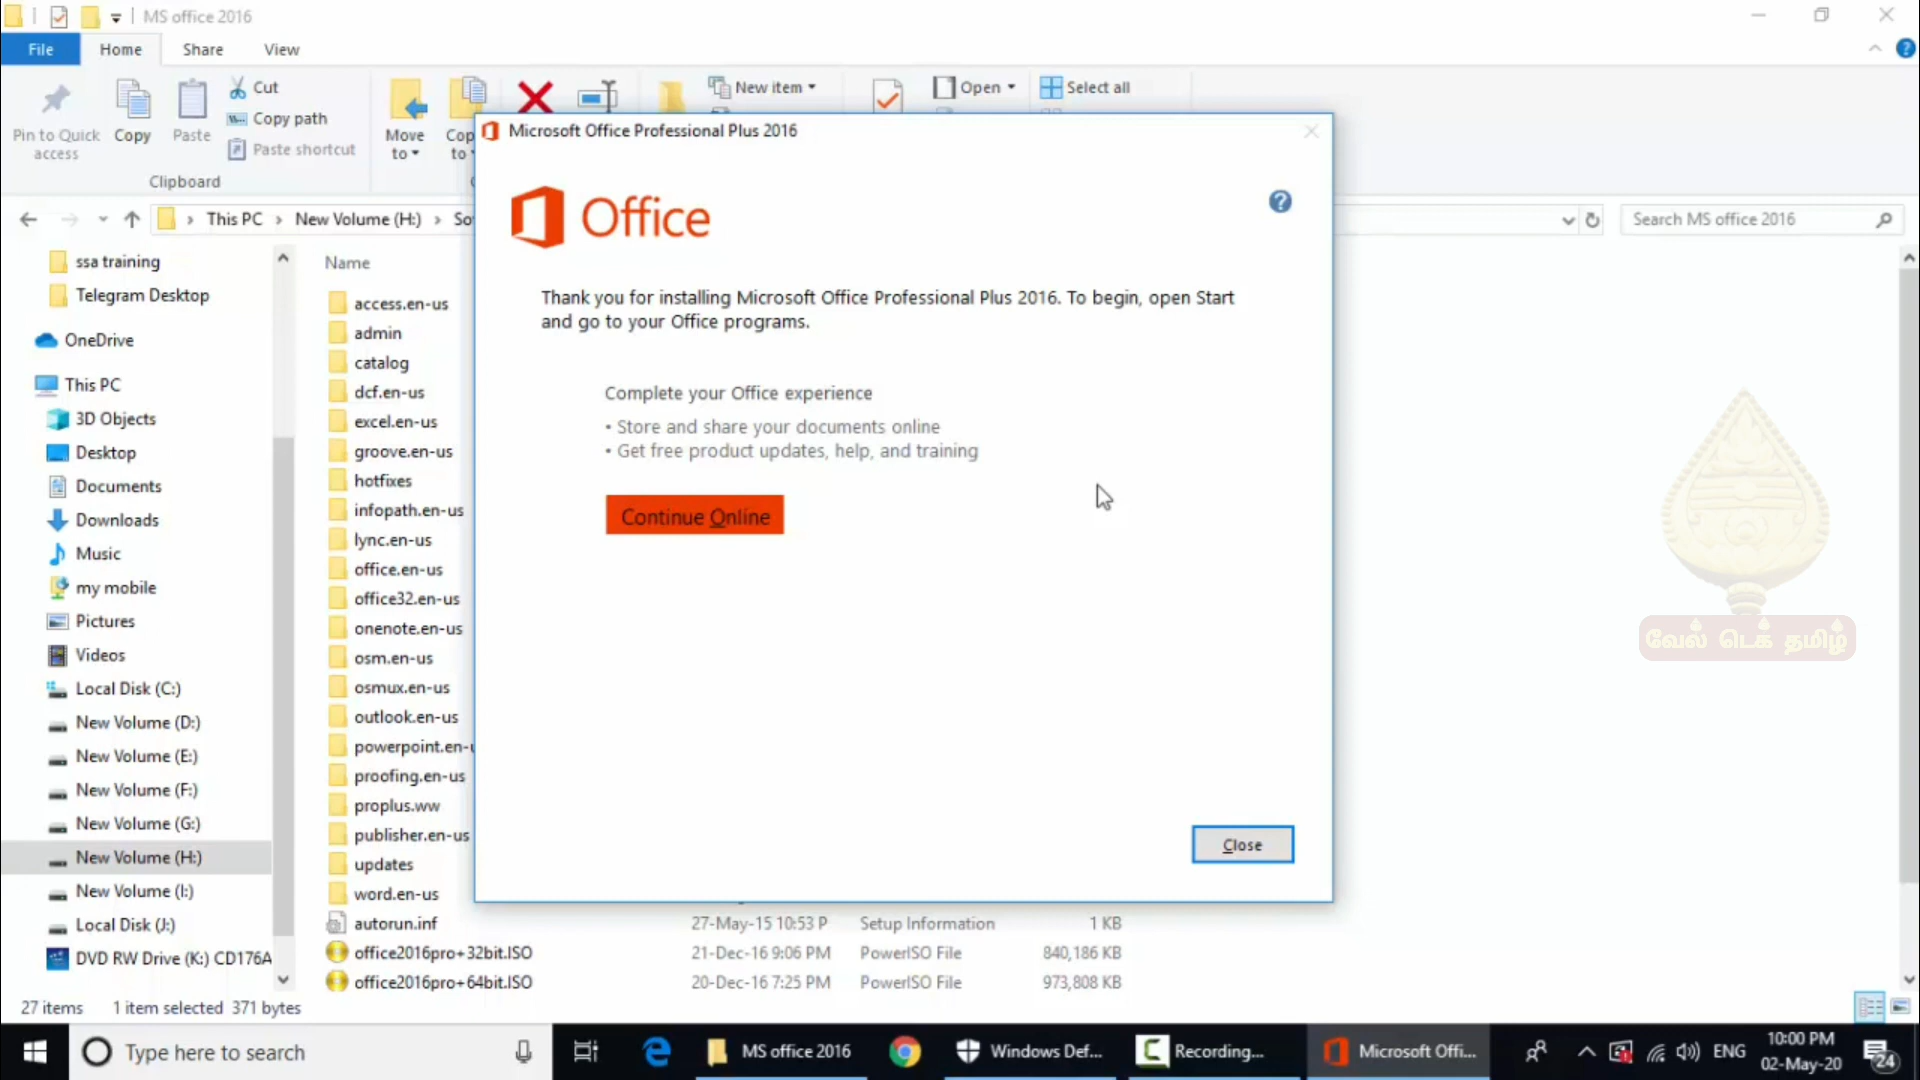 MS office 2016
File
Home
Share
View
Pin to Quick access
Copy
Paste
Cut
Copy path
Paste shortcut
Clipboard
Move to
Cop
to
New item
Open
Select all
This PC
New Volume (H:)
So
Search MS office 2016
ssa training
Telegram Desktop
OneDrive
This PC
3D Objects
Desktop
Documents
Downloads
Music
my mobile
Pictures
Videos
Local Disk (C:)
New Volume (D:)
New Volume (E:)
New Volume (F:)
New Volume (G:)
New Volume (H:)
New Volume (I:)
Local Disk (J:)
DVD RW Drive (K:) CD176A
Name
access.en-us
admin
catalog
dcf.en-us
excel.en-us
groove.en-us
hotfixes
infopath.en-us
lync.en-us
office.en-us
office32.en-us
onenote.en-us
osm.en-us
osmux.en-us
outlook.en-us
powerpoint.en-u
proofing.en-us
proplus.ww
publisher.en-us
updates
word.en-us
autorun.inf 27-May-15 10:53 P Setup Information 1 KB
office2016pro+32bit.ISO 21-Dec-16 9:06 PM PowerISO File 840,186 KB
office2016pro+64bit.ISO 20-Dec-16 7:25 PM PowerISO File 973,808 KB
Microsoft Office Professional Plus 2016
Office
Thank you for installing Microsoft Office Professional Plus 2016. To begin, open Start
and go to your Office programs.
Complete your Office experience
• Store and share your documents online
• Get free product updates, help, and training
Continue Online
Close
வேல் டெக் தமிழ்
27 items 1 item selected 371 bytes
Type here to search
MS office 2016
Windows Def...
Recording...
Microsoft Offi...
ENG
10:00 PM
02-May-20
24